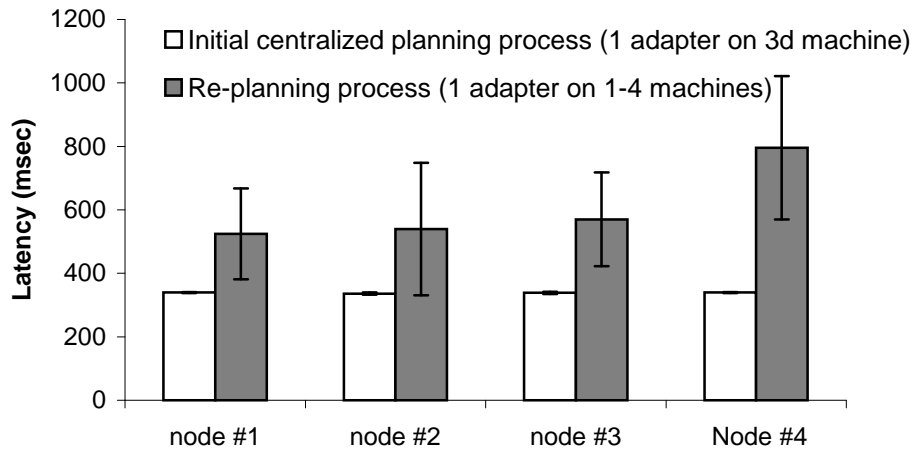 1200
1000
800
600
400
200
0
Latency (msec)
Initial centralized planning process (1 adapter on 3d machine)
Re-planning process (1 adapter on 1-4 machines)
node #1
node #2
node #3
Node #4